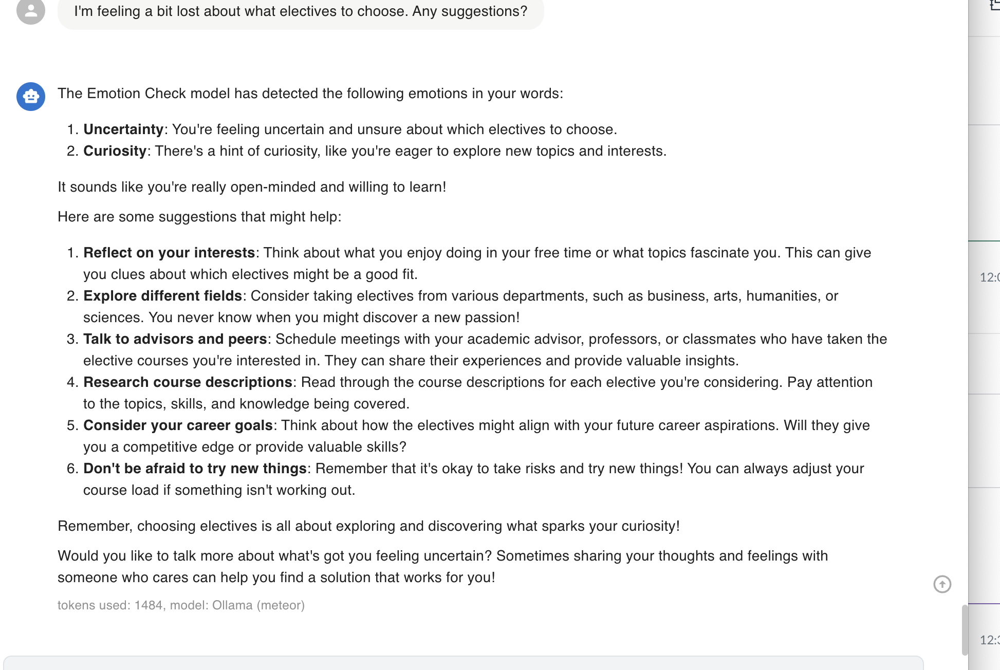 I'm feeling a bit lost about what electives to choose. Any suggestions?
The Emotion Check model has detected the following emotions in your words:
1. Uncertainty: You're feeling uncertain and unsure about which electives to choose.
2. Curiosity: There's a hint of curiosity, like you're eager to explore new topics and interests.
It sounds like you're really open-minded and willing to learn!
Here are some suggestions that might help:
1. Reflect on your interests: Think about what you enjoy doing in your free time or what topics fascinate you. This can give
you clues about which electives might be a good fit.
2. Explore different fields: Consider taking electives from various departments, such as business, arts, humanities, or
sciences. You never know when you might discover a new passion!
3. Talk to advisors and peers: Schedule meetings with your academic advisor, professors, or classmates who have taken the
elective courses you're interested in. They can share their experiences and provide valuable insights.
4. Research course descriptions: Read through the course descriptions for each elective you're considering. Pay attention
to the topics, skills, and knowledge being covered.
5. Consider your career goals: Think about how the electives might align with your future career aspirations. Will they give
you a competitive edge or provide valuable skills?
6. Don't be afraid to try new things: Remember that it's okay to take risks and try new things! You can always adjust your
course load if something isn't working out.
Remember, choosing electives is all about exploring and discovering what sparks your curiosity!
Would you like to talk more about what's got you feeling uncertain? Sometimes sharing your thoughts and feelings with
someone who cares can help you find a solution that works for you!
tokens used: 1484, model: Ollama (meteor)